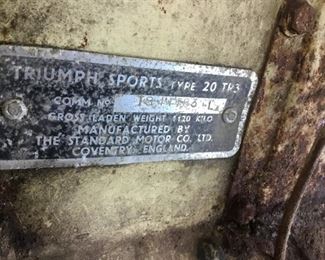 TRIUMPH SPORTS TYPE 20 TR3
COMM. No.
GROSS LADEN WEIGHT 1120 KILO
MANUFACTURED BY
THE STANDARD MOTOR CO. LTD.
COVENTRY ENGLAND.